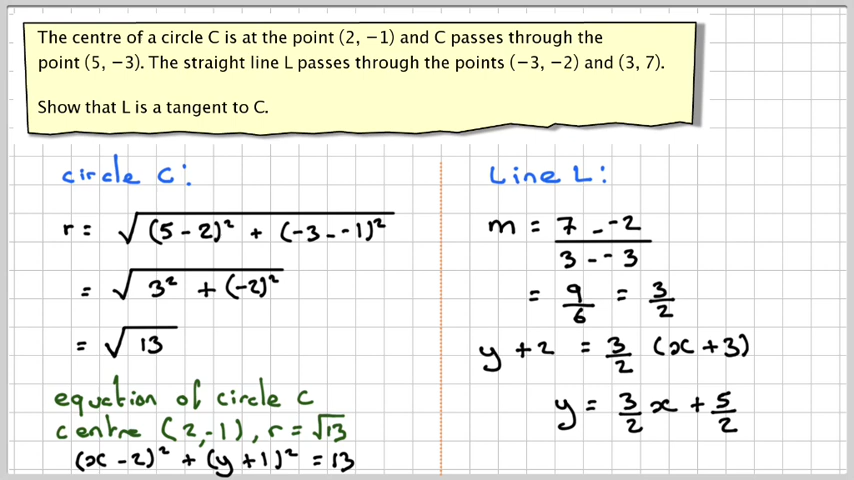 The centre of a circle C is at the point (2, −1) and C passes through the
point (5, −3). The straight line L passes through the points (−3, −2) and (3, 7).
Show that L is a tangent to C.
circle C:
r = √((5 - 2)² + (-3 - -1)²)
= √(3² + (-2)²)
= √13
equation of circle C
centre (2,-1), r = √13
(x - 2)² + (y + 1)² = 13
Line L:
m = (7 - -2)/(3 - -3)
= 9/6 = 3/2
y + 2 = 3/2 (x + 3)
y = 3/2 x + 5/2